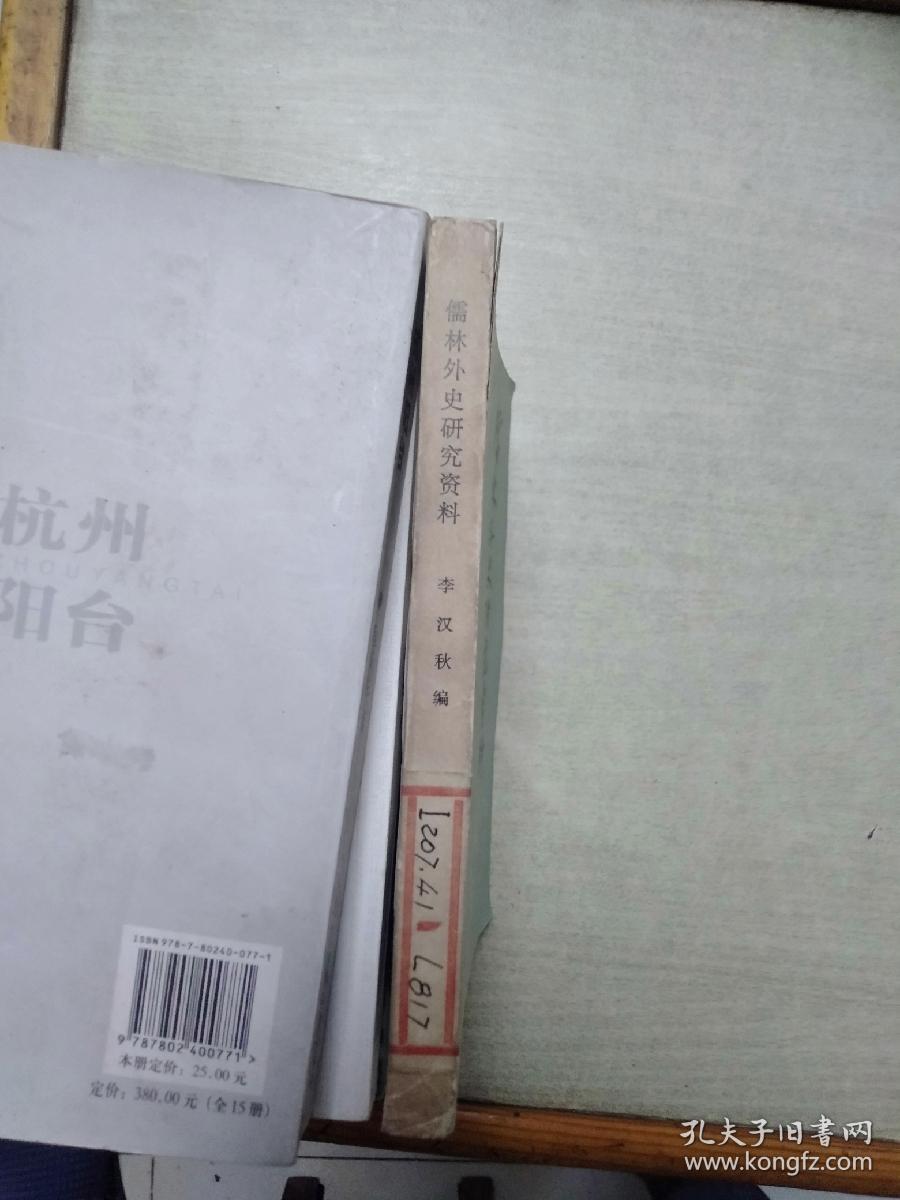 杭州
HOUYANGTAI
阳台
ISBN 978-7-80240-077-1
9 787802 400771 >
本册定价：25.00元
定价：380.00元（全15册）
儒林外史研究资料
李汉秋编
I207.41
L817
孔夫子旧书网
www.kongfz.com